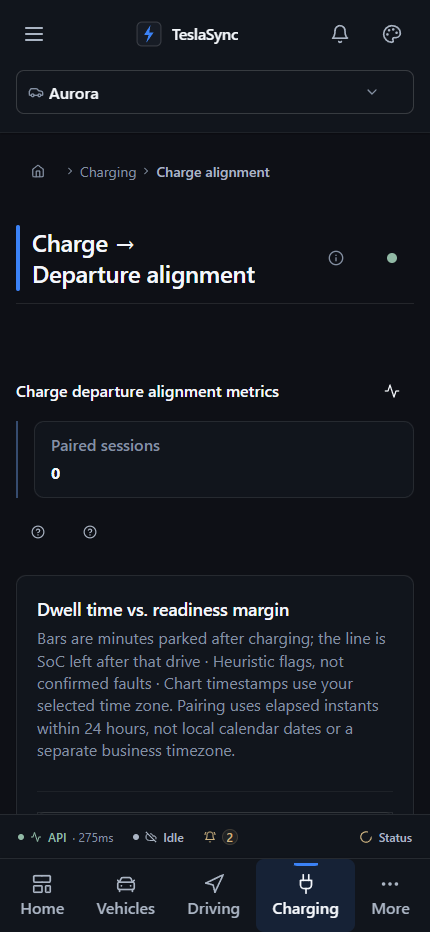 TeslaSync
Aurora
Charging
Charge alignment
Charge →
Departure alignment
Charge departure alignment metrics
Paired sessions
0
Dwell time vs. readiness margin
Bars are minutes parked after charging; the line is
SoC left after that drive · Heuristic flags, not
confirmed faults · Chart timestamps use your
selected time zone. Pairing uses elapsed instants
within 24 hours, not local calendar dates or a
separate business timezone.
API · 275ms
Idle
2
Status
Home
Vehicles
Driving
Charging
More